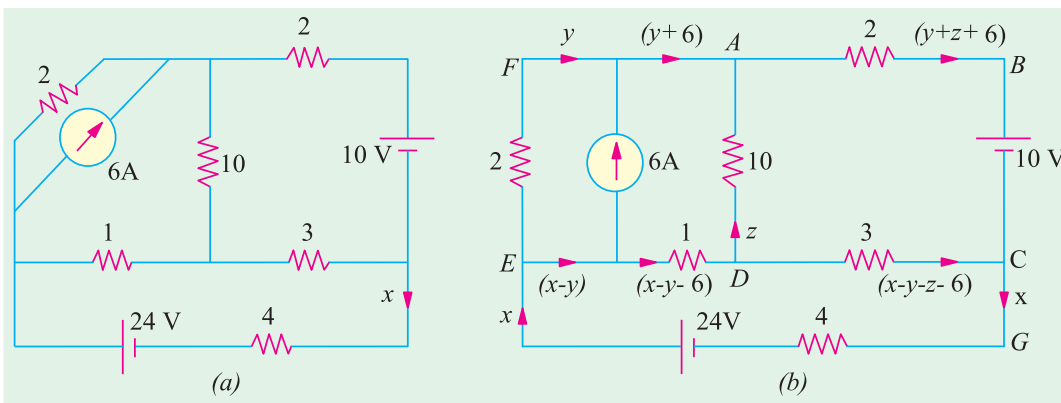 2
2
6A
10
10 V
1
3
x
24 V
4
(a)
y
(y+ 6)
A
2
(y+z+ 6)
F
B
2
6A
10
10 V
1
z
3
E
(x-y)
(x-y- 6)
D
(x-y-z- 6)
C
x
x
24V
4
G
(b)